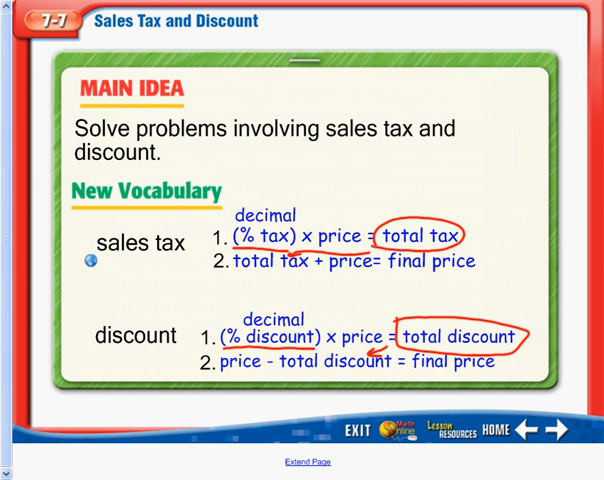 7-7 Sales Tax and Discount
MAIN IDEA
Solve problems involving sales tax and
discount.
New Vocabulary
decimal
sales tax 1. (% tax) x price = total tax
2. total tax + price= final price
decimal
discount 1. (% discount) x price = total discount
2. price - total discount = final price
EXIT Math Online Lesson RESOURCES HOME
Extend Page